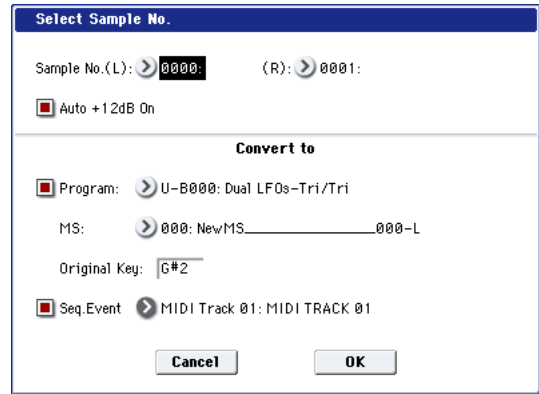 Select Sample No.
Sample No.(L): 0000: (R): 0001:
Auto +12dB On
Convert to
Program: U-B000: Dual LFOs-Tri/Tri
MS: 000: NewMS_______________000-L
Original Key: G#2
Seq.Event MIDI Track 01: MIDI TRACK 01
Cancel OK